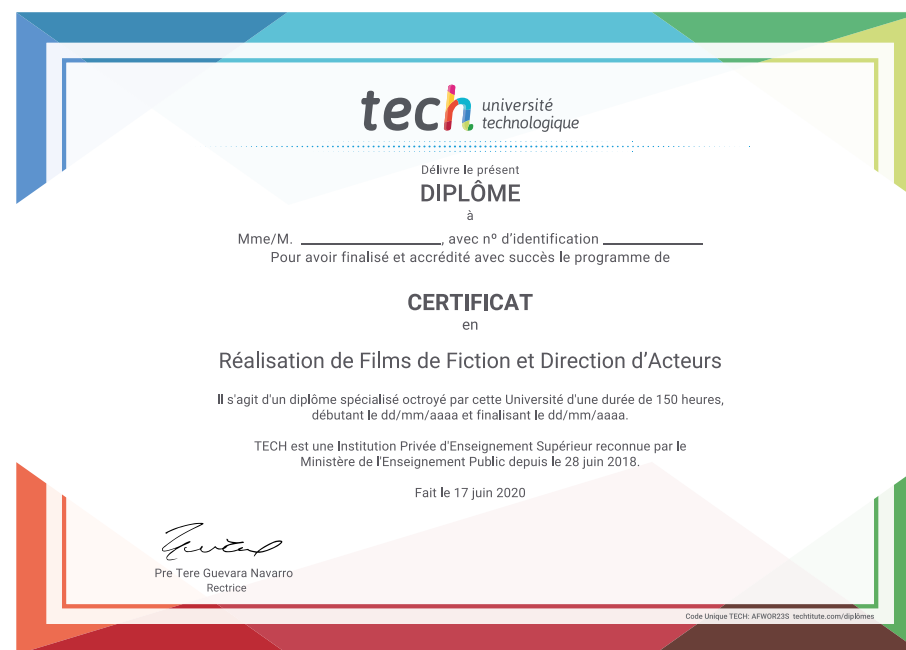 tech université
technologique
Délivre le présent
DIPLÔME
à
Mme/M. ____________________, avec nº d'identification ______________
Pour avoir finalisé et accrédité avec succès le programme de
CERTIFICAT
en
Réalisation de Films de Fiction et Direction d'Acteurs
Il s'agit d'un diplôme spécialisé octroyé par cette Université d'une durée de 150 heures,
débutant le dd/mm/aaaa et finalisant le dd/mm/aaaa.
TECH est une Institution Privée d'Enseignement Supérieur reconnue par le
Ministère de l'Enseignement Public depuis le 28 juin 2018.
Fait le 17 juin 2020
Pre Tere Guevara Navarro
Rectrice
Code Unique TECH: AFWOR23S techtitute.com/diplômes